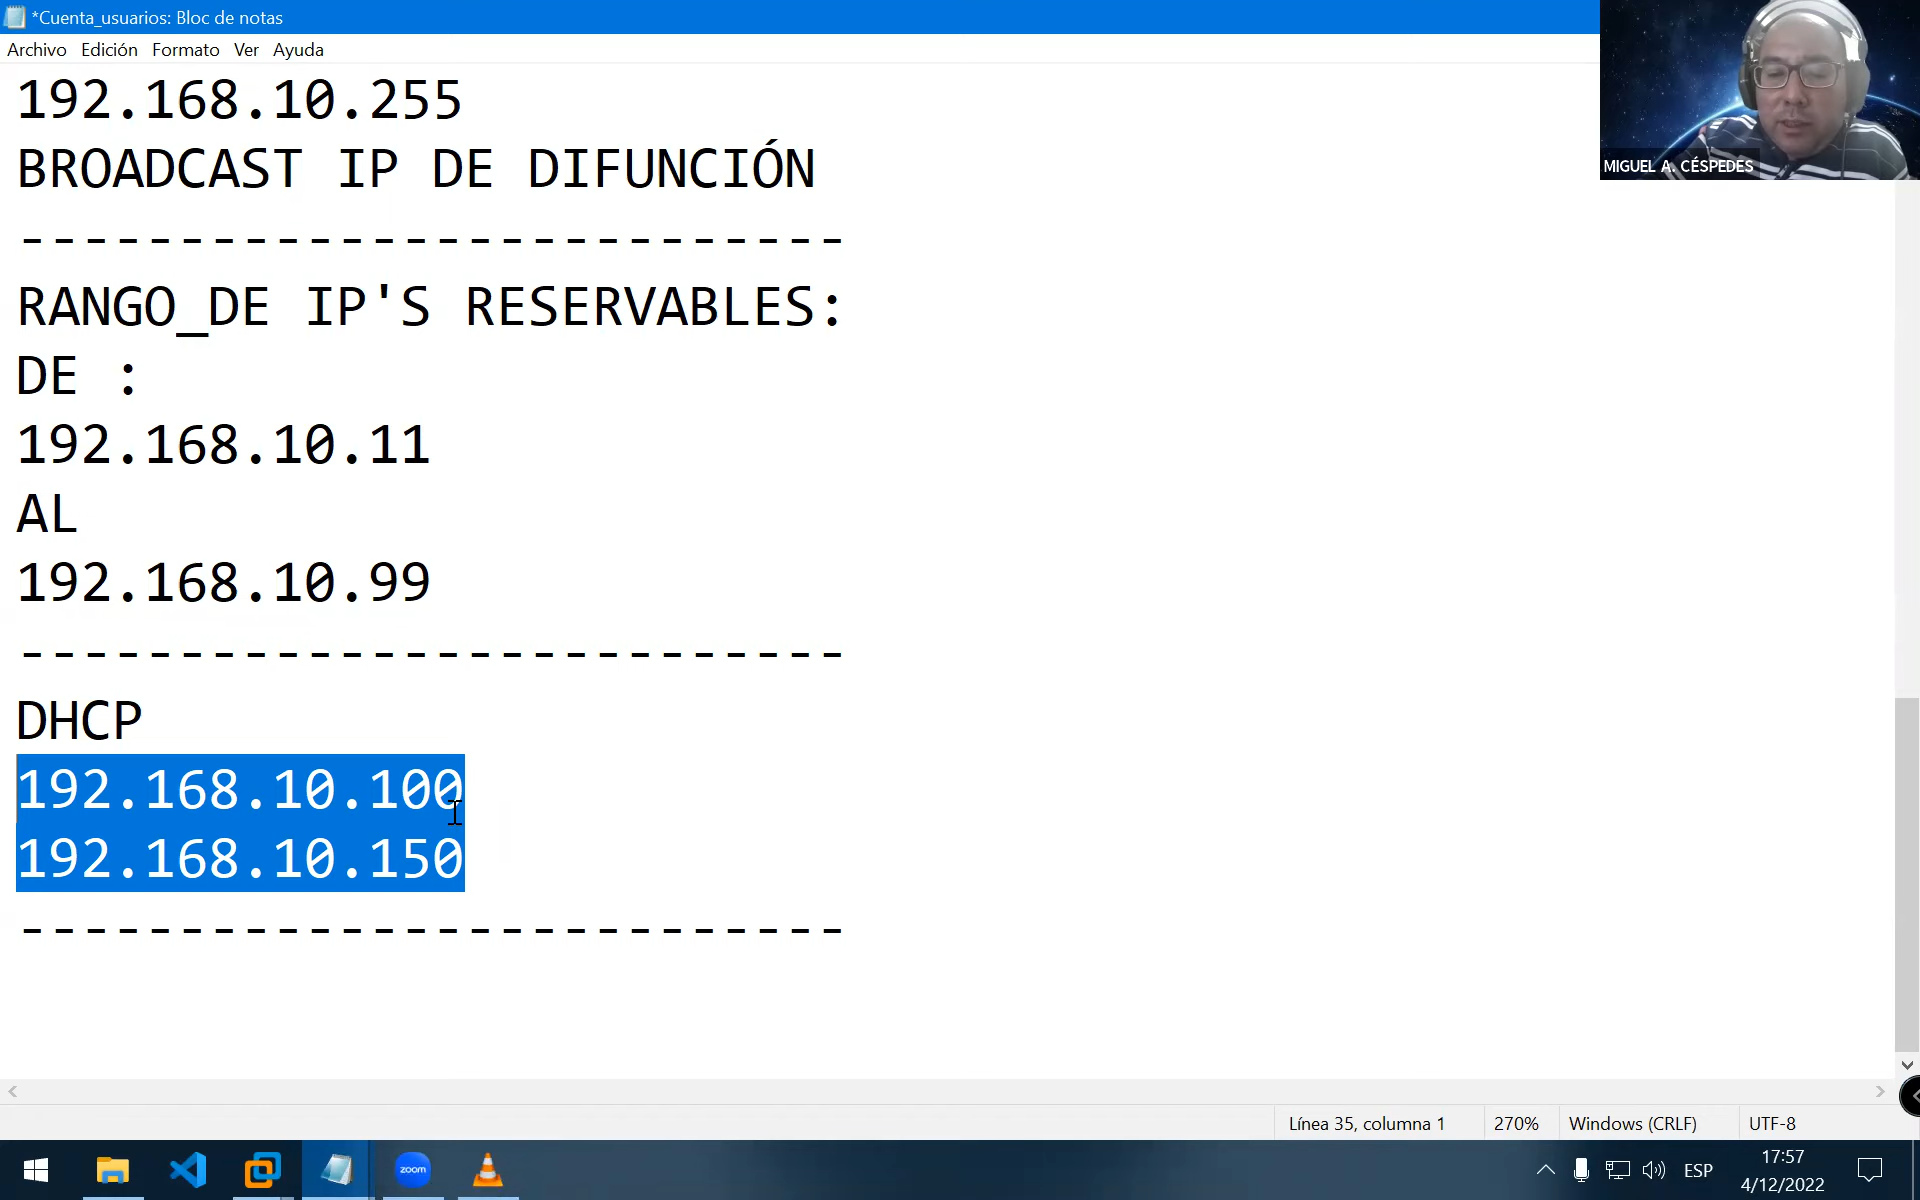 *Cuenta_usuarios: Bloc de notas
Archivo Edición Formato Ver Ayuda
192.168.10.255
BROADCAST IP DE DIFUNCIÓN
--------------------------
RANGO_DE IP'S RESERVABLES:
DE :
192.168.10.11
AL
192.168.10.99
--------------------------
DHCP
192.168.10.100
192.168.10.150
--------------------------
MIGUEL A. CÉSPEDES
Línea 35, columna 1 270% Windows (CRLF) UTF-8
zoom
ESP
17:57
4/12/2022